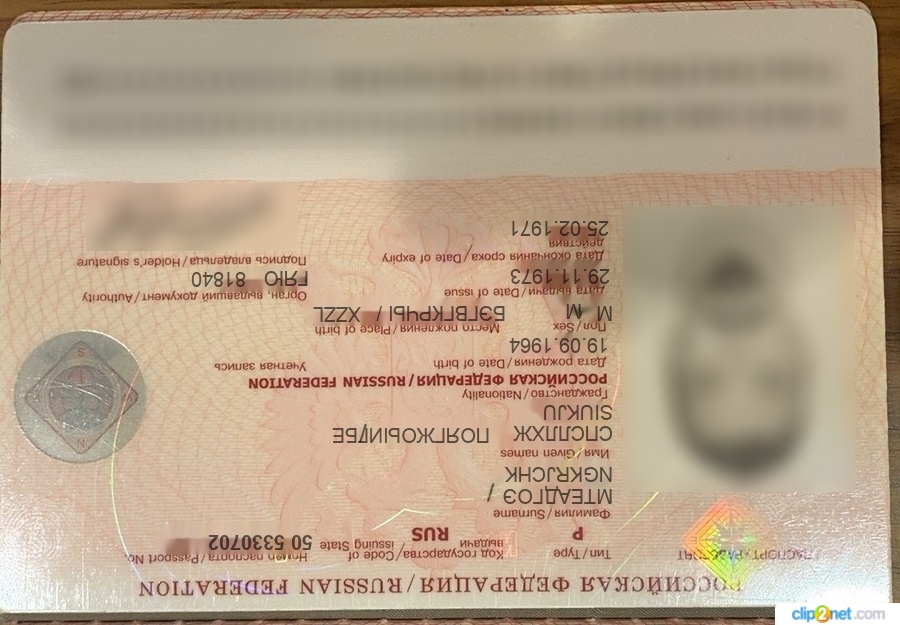 РОССИЙСКАЯ ФЕДЕРАЦИЯ / RUSSIAN FEDERATION
ПАСПОРТ / PASSPORT
Тип / Type
Код государства / Code of issuing State
выдачи
Номер паспорта / Passport No.
P
RUS
50 5330702
Фамилия / Surname
МТЕАДГОЭ /
NGKRJCHK
Имя / Given names
СПСЛЛХЖ ПОЯГЖОБІИГБЕ
SIUKJU
Гражданство / Nationality
РОССИЙСКАЯ ФЕДЕРАЦИЯ / RUSSIAN FEDERATION
Дата рождения / Date of birth
Учетная запись
19.09.1964
Пол / Sex
Место рождения / Place of birth
М M
БЭГВГКРЧЫ / XZZL
Дата выдачи / Date of issue
Орган, выдавший документ / Authority
29.11.1973
ГЯЮ 81840
Дата окончания срока / Date of expiry
действия
Подпись владельца / Holder's signature
25.02.1971
N
S
clip2net.com